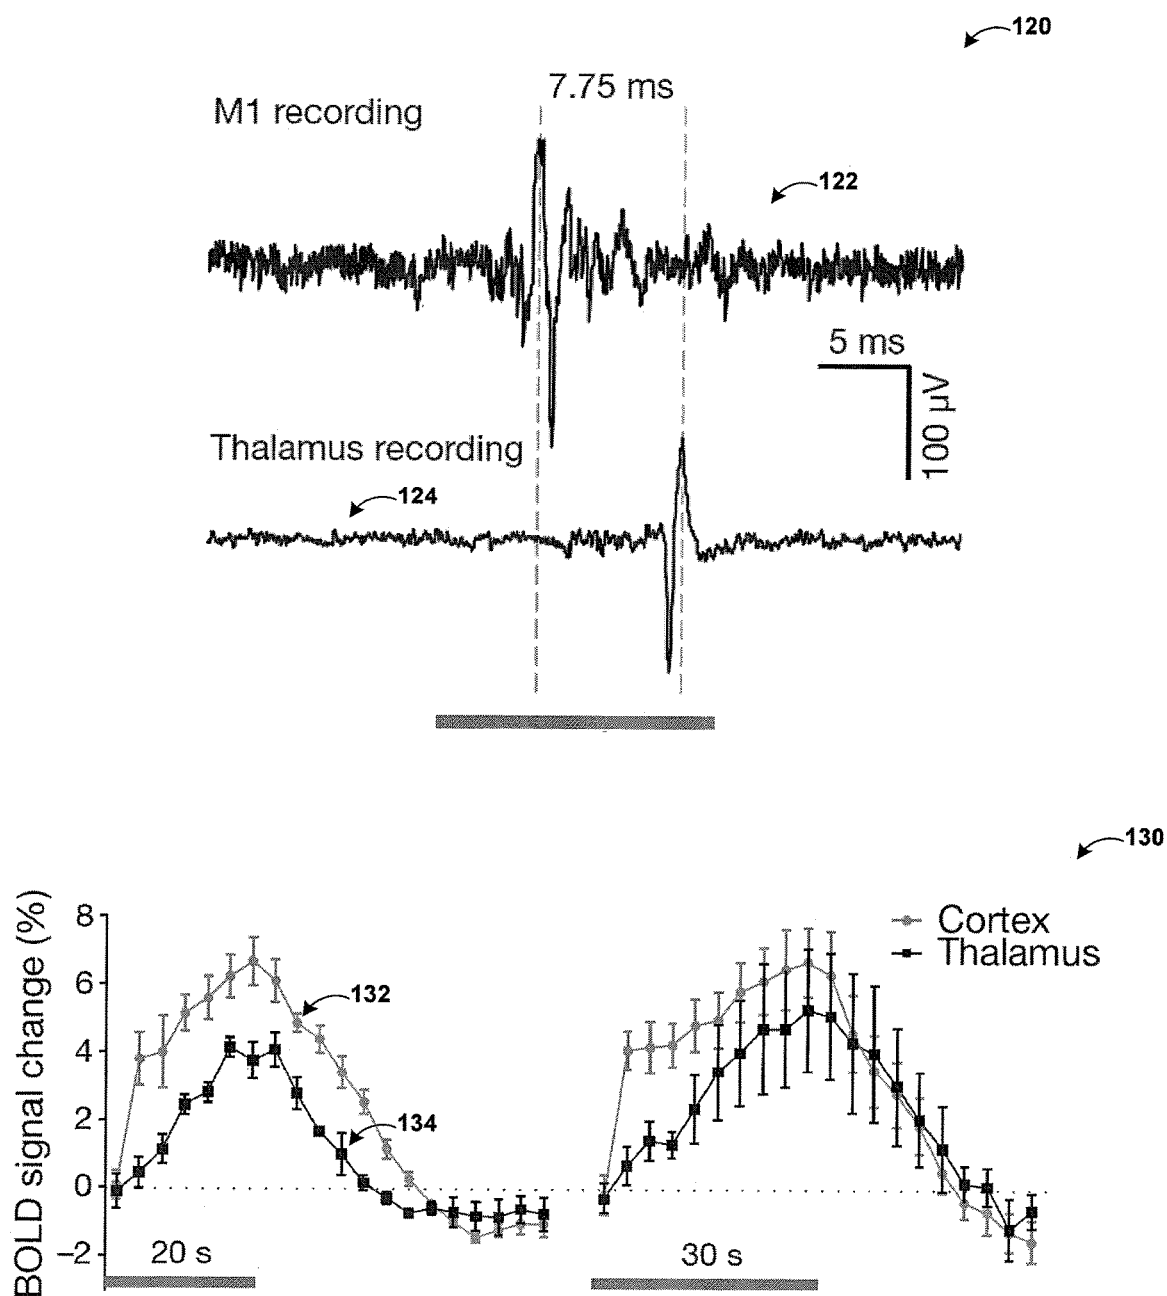 120
7.75 ms
M1 recording
122
5 ms
100 µV
Thalamus recording
124
130
BOLD signal change (%)
8
6
4
2
0
–2
Cortex
Thalamus
132
134
20 s
30 s